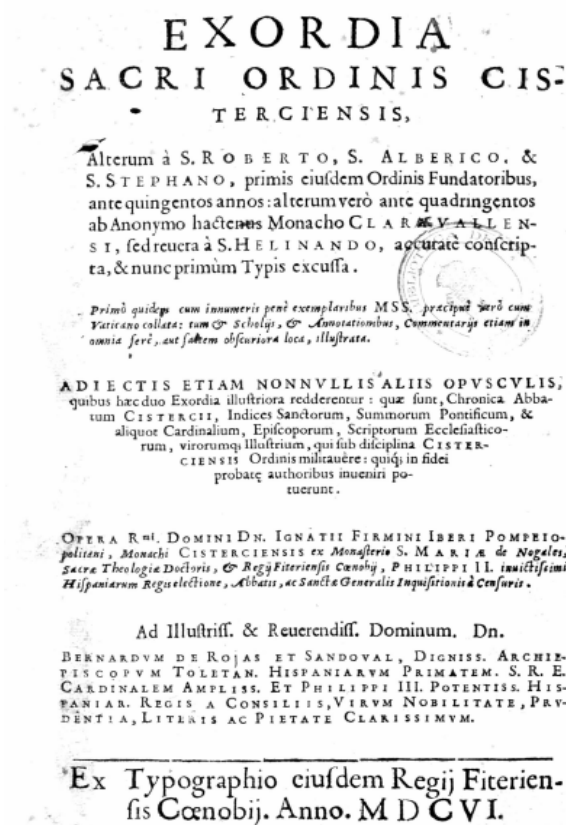 EXORDIA
SACRI ORDINIS CIS-
TERCIENSIS,
Alterum à S. ROBERTO, S. ALBERICO, &
S. STEPHANO, primis eiuſdem Ordinis Fundatoribus,
ante quingentos annos: alterum verò ante quadringentos
ab Anonymo hactenus Monacho CLARÆVALLEN-
SI, ſed reuera à S. HELINANDO, accuratè conſcrip-
ta, & nunc primùm Typis excuſſa.
Primò quidem cum innumeris penè exemplaribus MSS. præcipuè verò cum
Vaticano collata: tum & Scholijs, & Annotationibus, Commentarijs etiam in
omnia ferè, aut ſaltem obſcuriora loca, illuſtrata.
ADIECTIS ETIAM NONNVLLIS ALIIS OPVSCVLIS,
quibus hæc duo Exordia illuſtriora redderentur: quæ ſunt, Chronica Abba-
tum CISTERCII, Indices Sanctorum, Summorum Pontificum, &
aliquot Cardinalium, Epiſcoporum, Scriptorum Eccleſiaſtico-
rum, virorumq; Illuſtrium, qui ſub diſciplina CISTER-
CIENSIS Ordinis militauêre: quiq; in fidei
probatę authoribus inueniri po-
tuerunt.
OPERA Rmi. DOMINI DN. IGNATII FIRMINI IBERI POMPEIO-
politani, Monachi CISTERCIENSIS ex Monaſterio S. MARIÆ de Nogales,
Sacræ Theologiæ Doctoris, & Regij Fiterienſis Cœnobij, PHILIPPI II. inuictiſſimi
Hiſpaniarum Regis electione, Abbatis, ac Sanctæ Generalis Inquiſitionis à Cenſuris.
Ad Illuſtriſſ. & Reuerendiſſ. Dominum. Dn.
BERNARDVM DE ROJAS ET SANDOVAL, DIGNISS. ARCHIE-
PISCOPVM TOLETAN. HISPANIARVM PRIMATEM. S. R. E.
CARDINALEM AMPLISS. ET PHILIPPI III. POTENTISS. HIS-
PANIAR. REGIS A CONSILIIS, VIRVM NOBILITATE, PRV-
DENTIA, LITERIS AC PIETATE CLARISSIMVM.
Ex Typographio eiuſdem Regij Fiterien-
ſis Cœnobij. Anno. M D C VI.